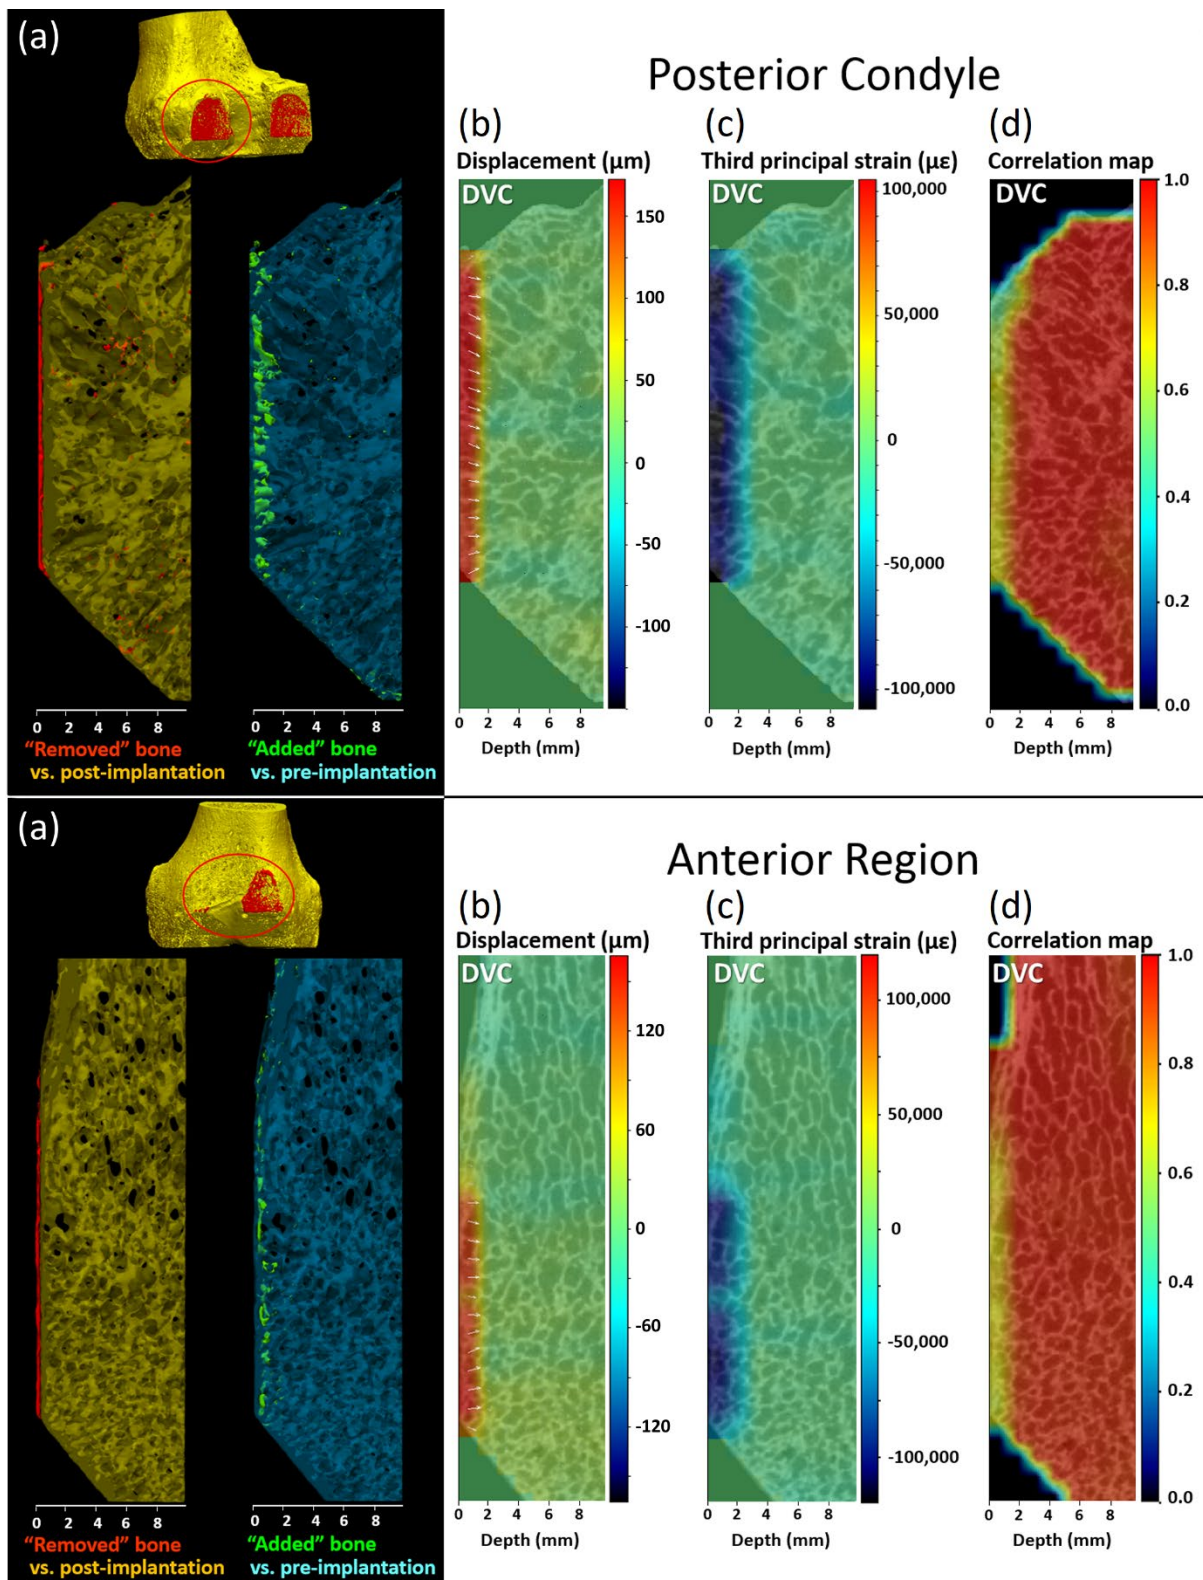 (a)
Posterior Condyle
(b)
(c)
(d)
Displacement (µm)
Third principal strain (µε)
Correlation map
DVC
150
100
50
0
-50
-100
DVC
100,000
50,000
0
-50,000
-100,000
DVC
1.0
0.8
0.6
0.4
0.2
0.0
0 2 4 6 8
"Removed" bone
vs. post-implantation
0 2 4 6 8
"Added" bone
vs. pre-implantation
0 2 4 6 8
Depth (mm)
0 2 4 6 8
Depth (mm)
0 2 4 6 8
Depth (mm)
(a)
Anterior Region
(b)
(c)
(d)
Displacement (µm)
Third principal strain (µε)
Correlation map
DVC
120
60
0
-60
-120
DVC
100,000
50,000
0
-50,000
-100,000
DVC
1.0
0.8
0.6
0.4
0.2
0.0
0 2 4 6 8
"Removed" bone
vs. post-implantation
0 2 4 6 8
"Added" bone
vs. pre-implantation
0 2 4 6 8
Depth (mm)
0 2 4 6 8
Depth (mm)
0 2 4 6 8
Depth (mm)